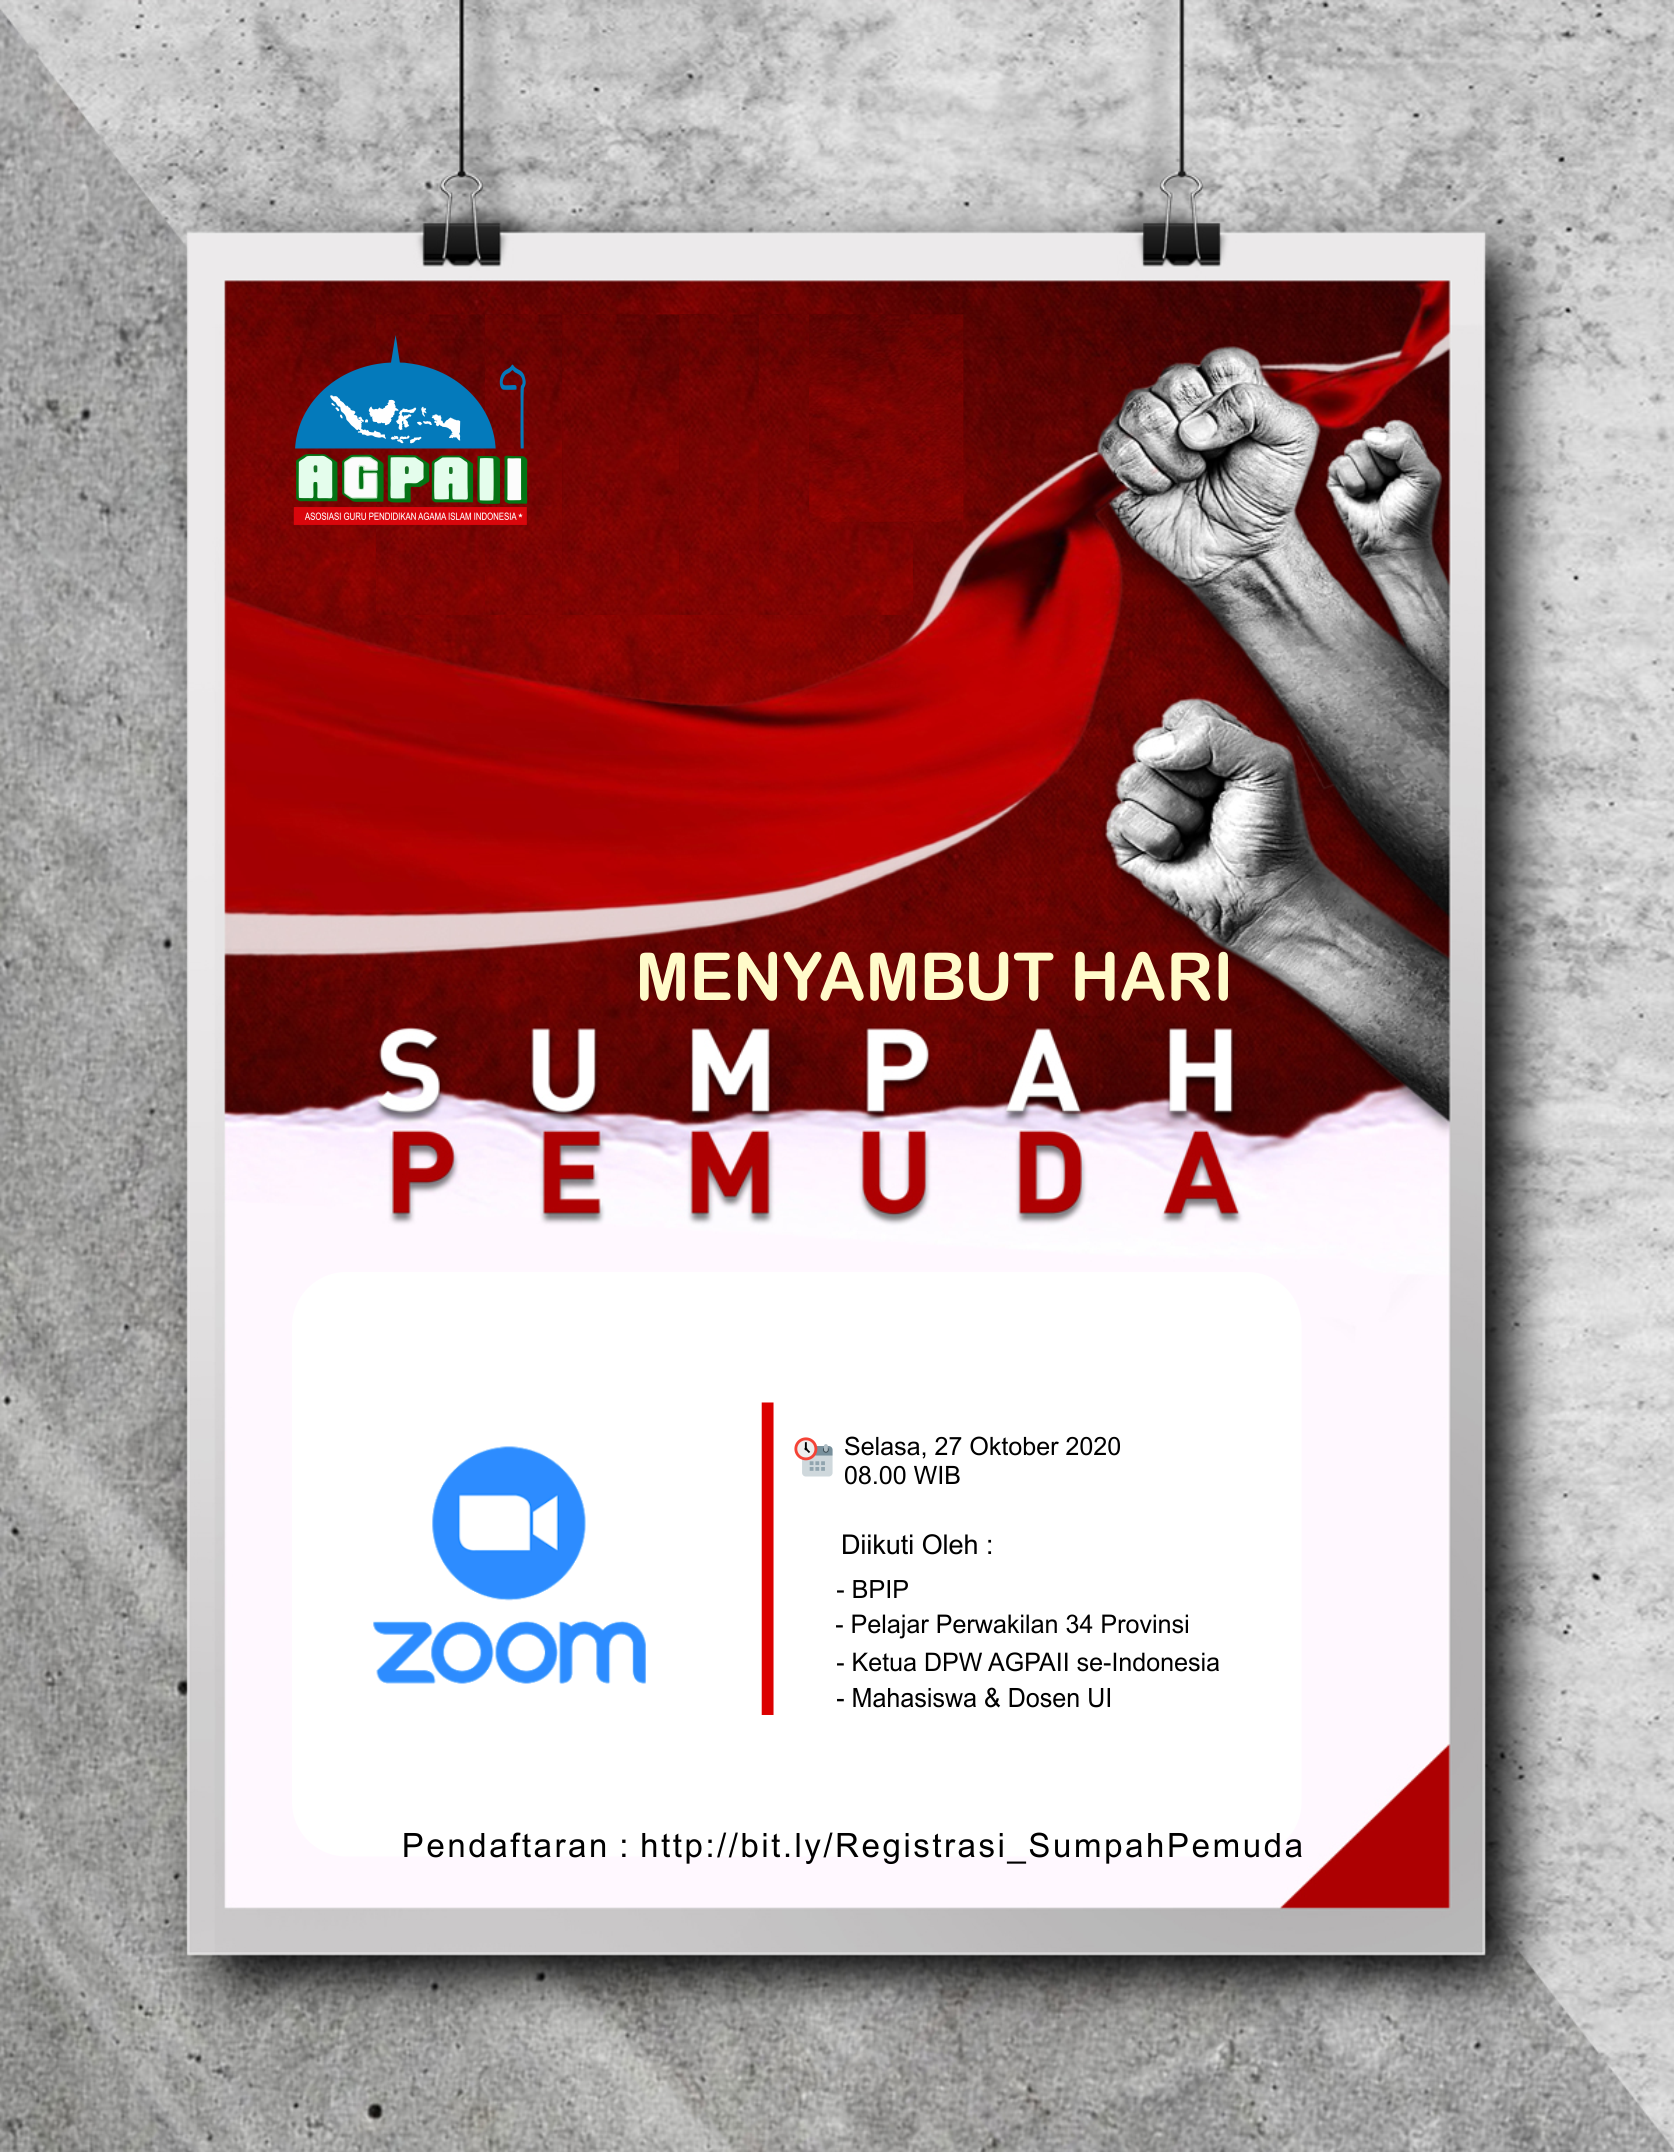 AGPAII
ASOSIASI GURU PENDIDIKAN AGAMA ISLAM INDONESIA *
MENYAMBUT HARI
SUMPAH
PEMUDA
zoom
Selasa, 27 Oktober 2020
08.00 WIB
Diikuti Oleh :
- BPIP
- Pelajar Perwakilan 34 Provinsi
- Ketua DPW AGPAII se-Indonesia
- Mahasiswa & Dosen UI
Pendaftaran : http://bit.ly/Registrasi_SumpahPemuda